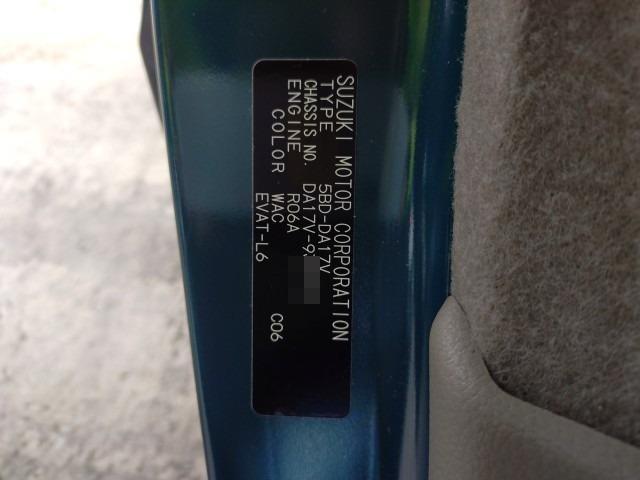 SUZUKI MOTOR CORPORATION
TYPE 5BD-DA17V
CHASSIS NO. DA17V-9
ENGINE R06A
COLOR WAC C06
EVAT-L6